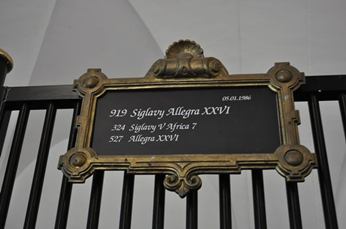 05.01.1986
919 Siglavy Allegra XXVI
324 Siglavy V Africa 7
527 Allegra XXVI